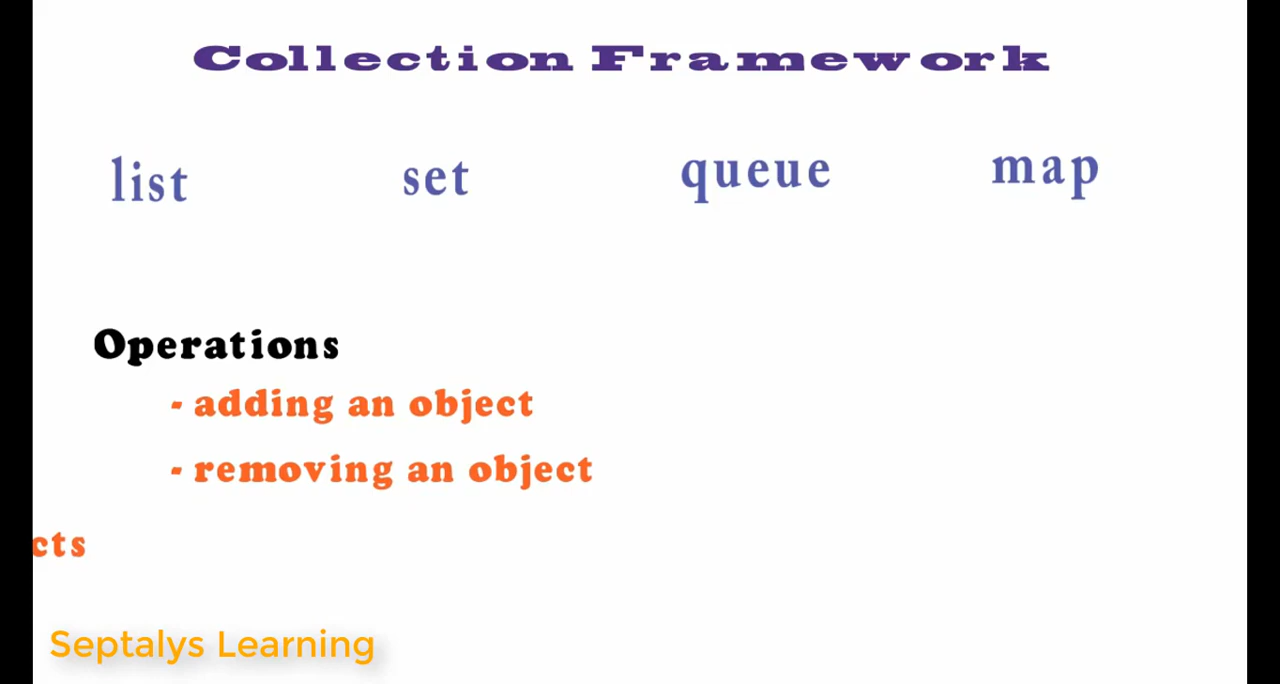 Collection Framework
list set queue map
Operations
- adding an object
- removing an object
cts
Septalys Learning